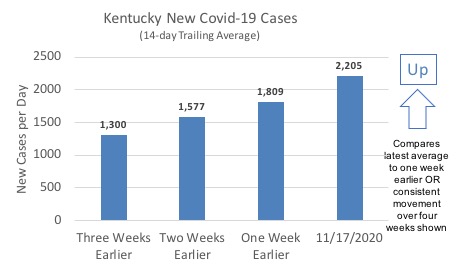 Kentucky New Covid-19 Cases
(14-day Trailing Average)
2500
2000
1500
1000
500
0
New Cases per Day
1,300
1,577
1,809
2,205
Three Weeks
Earlier
Two Weeks
Earlier
One Week
Earlier
11/17/2020
Up
Compares
latest average
to one week
earlier OR
consistent
movement
over four
weeks shown